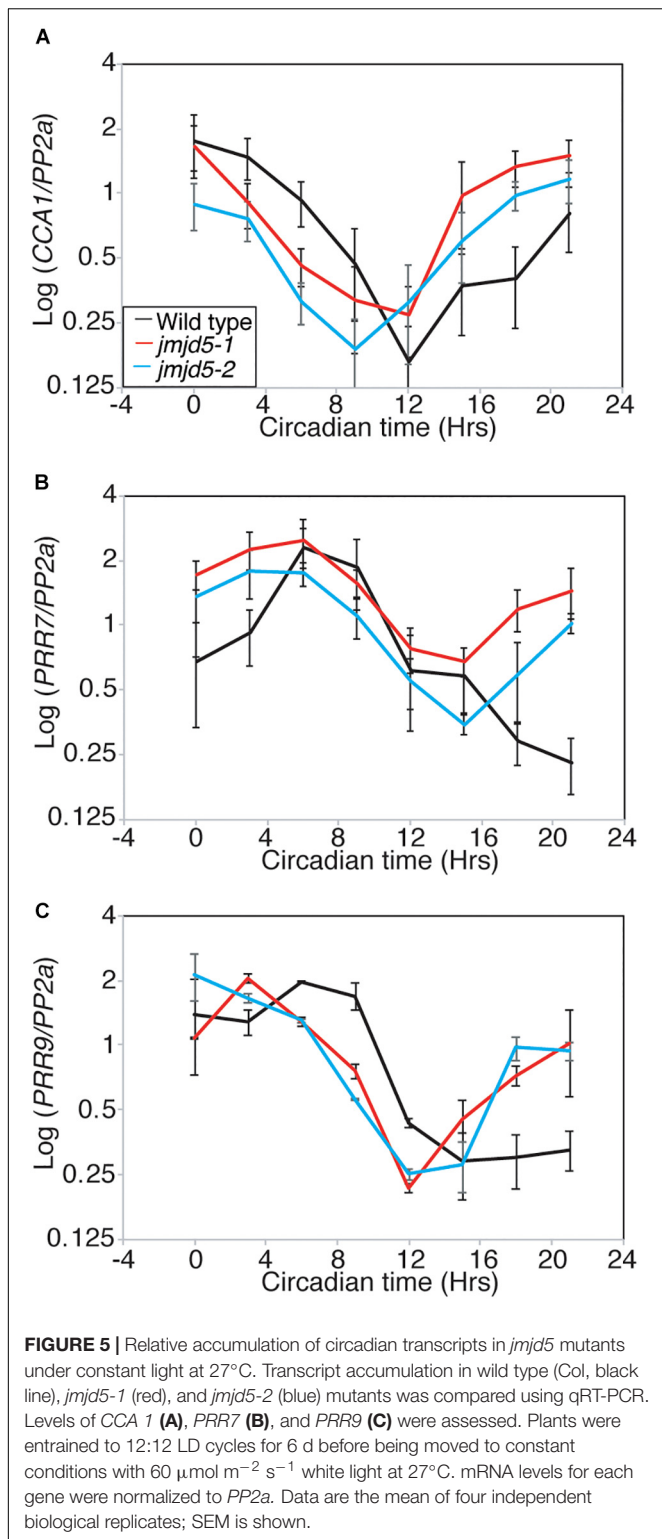 A
4
2
1
0.5
0.25
0.125
Log (CCA1/PP2a)
Wild type
jmjd5-1
jmjd5-2
-4 0 4 8 12 16 20 24
Circadian time (Hrs)
B
4
2
1
0.5
0.25
0.125
Log (PRR7/PP2a)
-4 0 4 8 12 16 20 24
Circadian time (Hrs)
C
4
2
1
0.5
0.25
0.125
Log (PRR9/PP2a)
-4 0 4 8 12 16 20 24
Circadian time (Hrs)
FIGURE 5 | Relative accumulation of circadian transcripts in jmjd5 mutants
under constant light at 27°C. Transcript accumulation in wild type (Col, black
line), jmjd5-1 (red), and jmjd5-2 (blue) mutants was compared using qRT-PCR.
Levels of CCA 1 (A), PRR7 (B), and PRR9 (C) were assessed. Plants were
entrained to 12:12 LD cycles for 6 d before being moved to constant
conditions with 60 μmol m⁻² s⁻¹ white light at 27°C. mRNA levels for each
gene were normalized to PP2a. Data are the mean of four independent
biological replicates; SEM is shown.